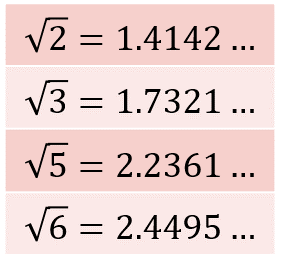 √2 = 1.4142 ...
√3 = 1.7321 ...
√5 = 2.2361 ...
√6 = 2.4495 ...